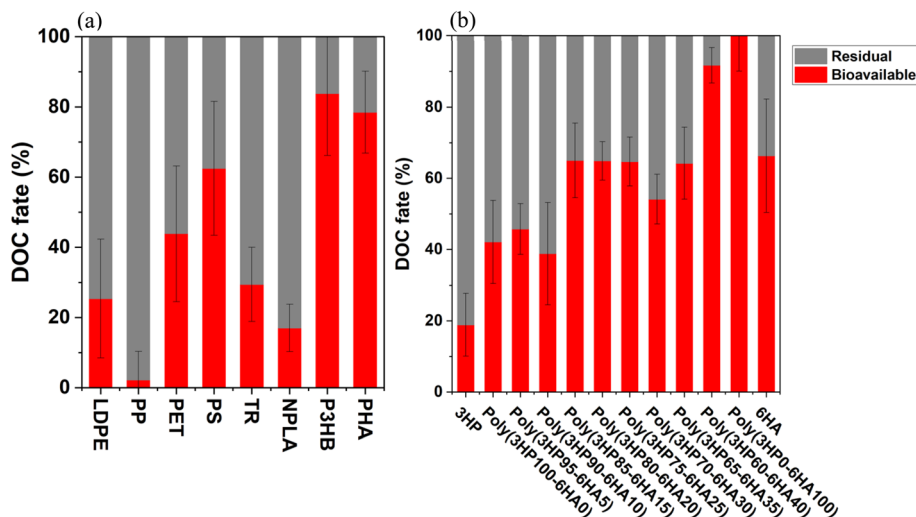 (a)
DOC fate (%)
100
80
60
40
20
0
LDPE
PP
PET
PS
TR
NPLA
P3HB
PHA
(b)
DOC fate (%)
100
80
60
40
20
0
3HP
Poly(3HP100-6HA0)
Poly(3HP95-6HA5)
Poly(3HP90-6HA10)
Poly(3HP85-6HA15)
Poly(3HP80-6HA20)
Poly(3HP75-6HA25)
Poly(3HP70-6HA30)
Poly(3HP65-6HA35)
Poly(3HP60-6HA40)
Poly(3HP0-6HA100)
6HA
Residual
Bioavailable